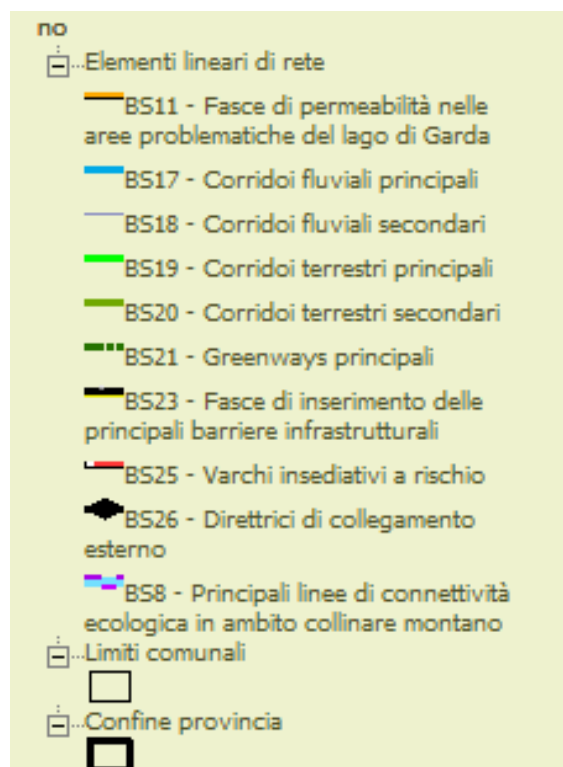 no
Elementi lineari di rete
BS11 - Fasce di permeabilità nelle
aree problematiche del lago di Garda
BS17 - Corridoi fluviali principali
BS18 - Corridoi fluviali secondari
BS19 - Corridoi terrestri principali
BS20 - Corridoi terrestri secondari
BS21 - Greenways principali
BS23 - Fasce di inserimento delle
principali barriere infrastrutturali
BS25 - Varchi insediativi a rischio
BS26 - Direttrici di collegamento
esterno
BS8 - Principali linee di connettività
ecologica in ambito collinare montano
Limiti comunali
Confine provincia